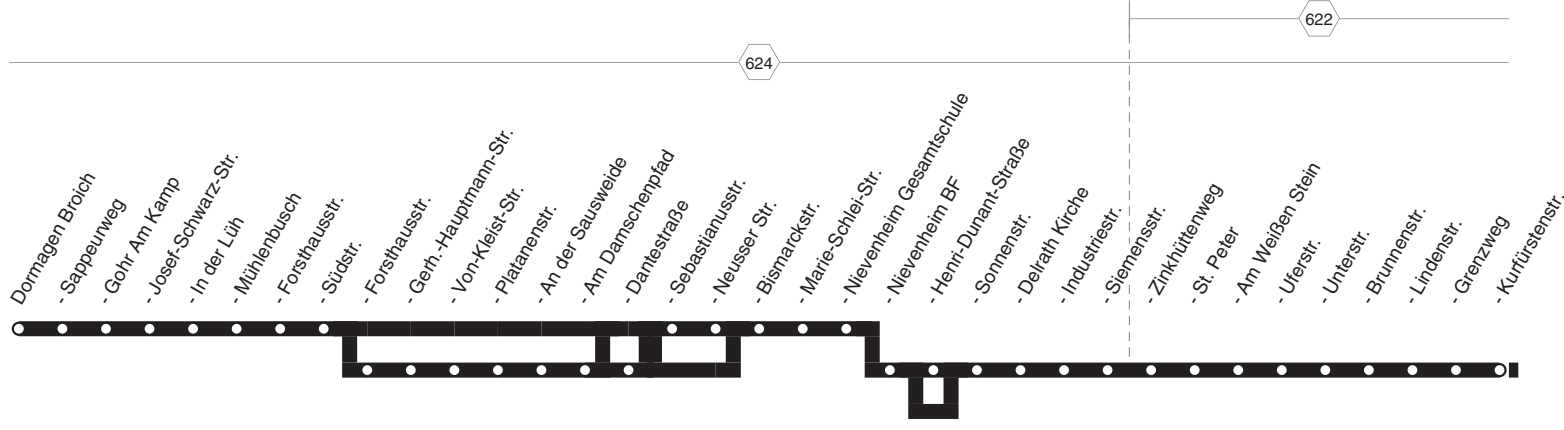 622
624
Dormagen Broich
- Sappeurweg
- Gohr Am Kamp
- Josef-Schwarz-Str.
- In der Lüh
- Mühlenbusch
- Forsthausstr.
- Südstr.
- Forsthausstr.
- Gerh.-Hauptmann-Str.
- Von-Kleist-Str.
- Platanenstr.
- An der Sausweide
- Am Damschenpfad
- Dantestraße
- Sebastianusstr.
- Neusser Str.
- Bismarckstr.
- Marie-Schlei-Str.
- Nievenheim Gesamtschule
- Nievenheim BF
- Henri-Dunant-Straße
- Sonnenstr.
- Delrath Kirche
- Industriestr.
- Siemensstr.
- Zinkhüttenweg
- St. Peter
- Am Weißen Stein
- Uferstr.
- Unterstr.
- Brunnenstr.
- Lindenstr.
- Grenzweg
- Kurfürstenstr.